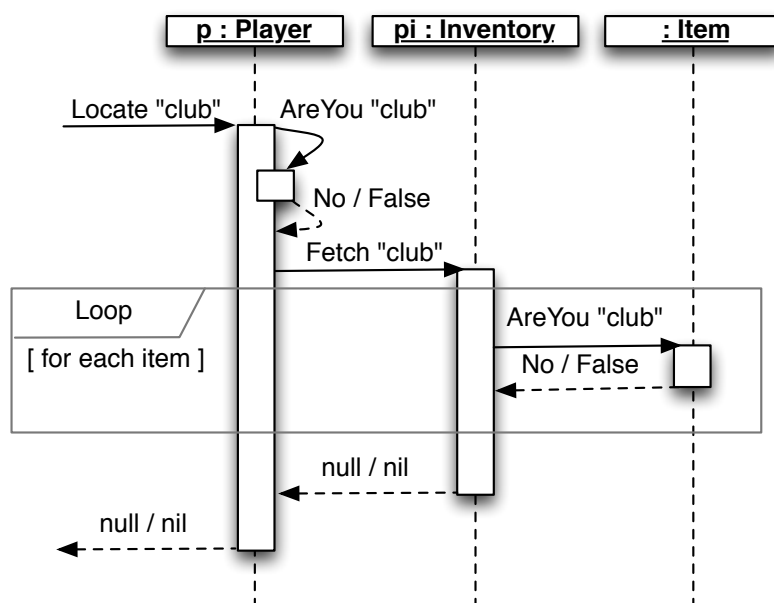 p : Player
pi : Inventory
: Item
Locate "club"
AreYou "club"
No / False
Fetch "club"
Loop
[ for each item ]
AreYou "club"
No / False
null / nil
null / nil